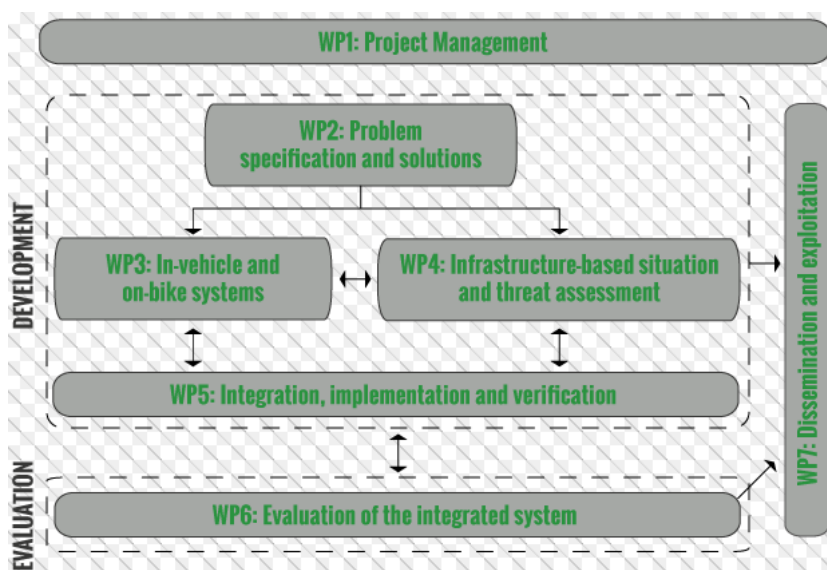 WP1: Project Management
WP2: Problem
specification and solutions
DEVELOPMENT
WP3: In-vehicle and
on-bike systems
WP4: Infrastructure-based situation
and threat assessment
WP5: Integration, implementation and verification
WP7: Dissemination and exploitation
EVALUATION
WP6: Evaluation of the integrated system